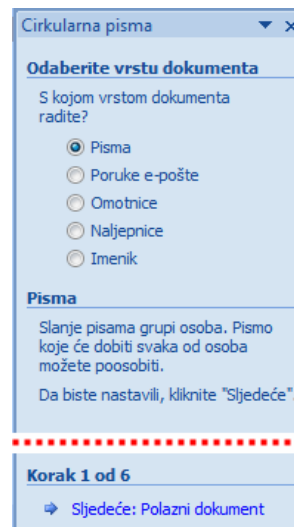 Cirkularna pisma
Odaberite vrstu dokumenta
S kojom vrstom dokumenta
radite?
Pisma
Poruke e-pošte
Omotnice
Naljepnice
Imenik
Pisma
Slanje pisama grupi osoba. Pismo
koje će dobiti svaka od osoba
možete poosobiti.
Da biste nastavili, kliknite "Sljedeće".
Korak 1 od 6
Sljedeće: Polazni dokument